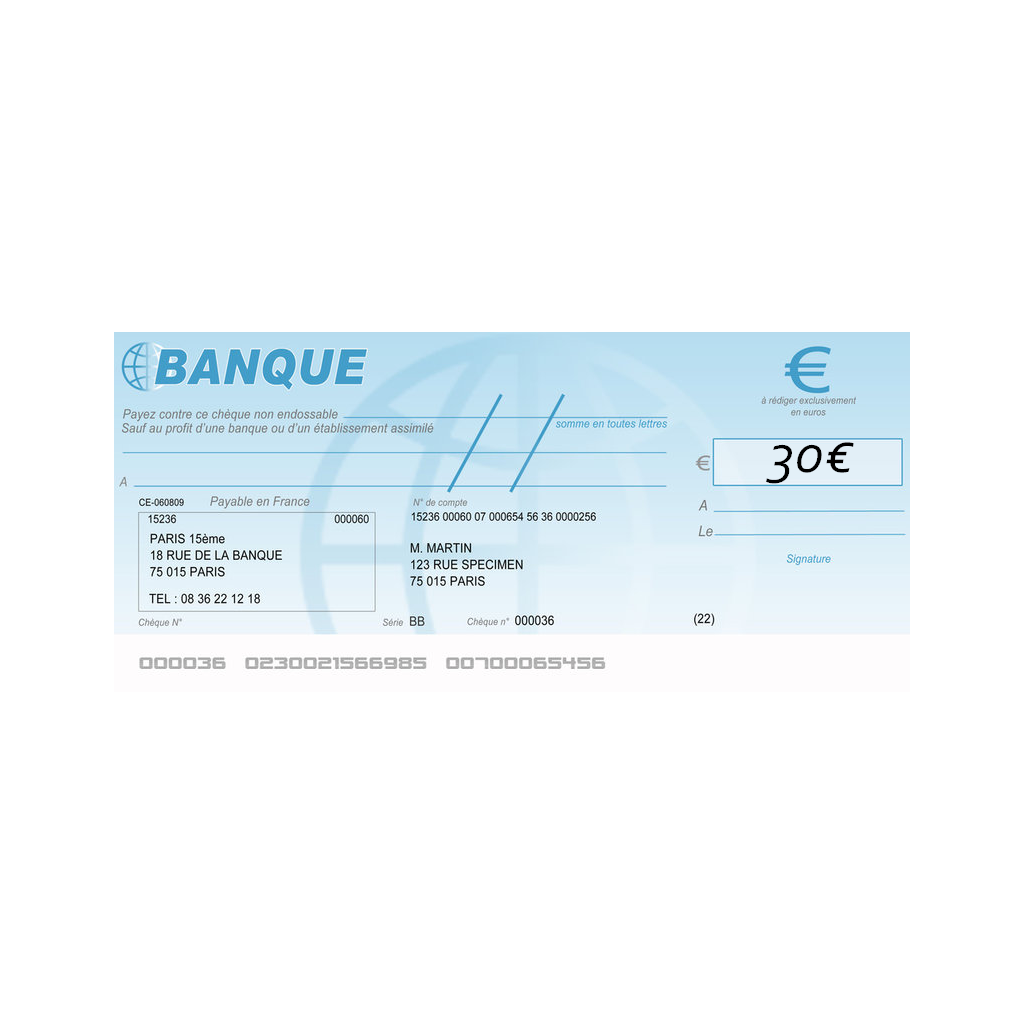 BANQUE
€
à rédiger exclusivement
en euros
Payez contre ce chèque non endossable
Sauf au profit d'une banque ou d'un établissement assimilé
somme en toutes lettres
€ 30€
A
A
Le
CE-060809 Payable en France
N° de compte
15236 000060
15236 00060 07 000654 56 36 0000256
PARIS 15ème
18 RUE DE LA BANQUE
75 015 PARIS
TEL : 08 36 22 12 18
M. MARTIN
123 RUE SPECIMEN
75 015 PARIS
Signature
Chèque N° Série BB Chèque n° 000036 (22)
000036 0230021566985 00700065456